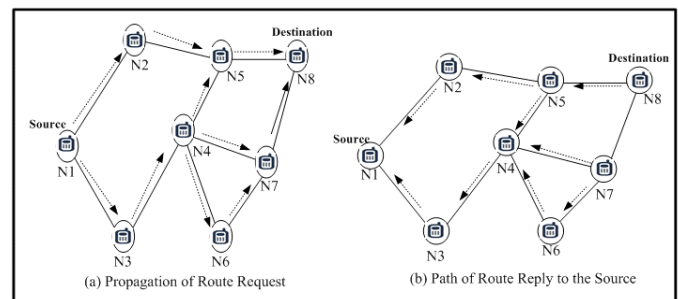 Destination
N2
N5
N8
Source
N1
N4
N7
N3
N6
(a) Propagation of Route Request
Destination
N2
N5
N8
Source
N1
N4
N7
N3
N6
(b) Path of Route Reply to the Source